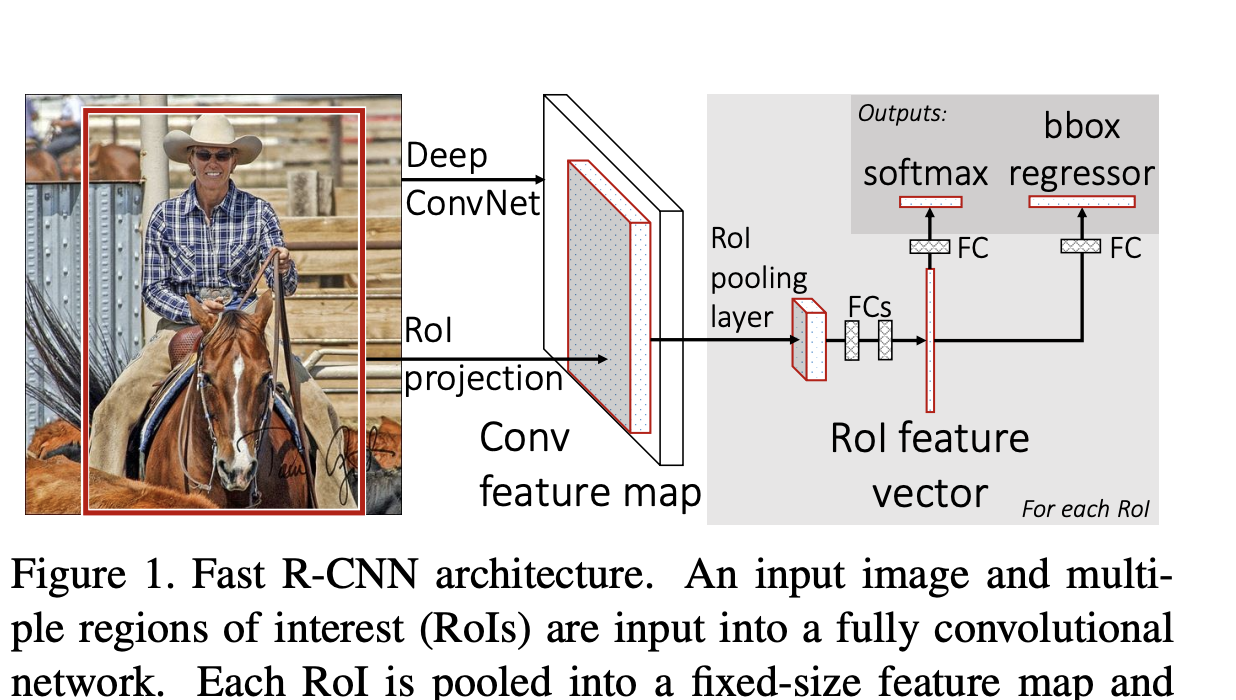 Deep
ConvNet
RoI
projection
Conv
feature map
RoI
pooling
layer
FCs
Outputs:
softmax
bbox
regressor
FC
FC
RoI feature
vector
For each RoI
Figure 1. Fast R-CNN architecture. An input image and multi-
ple regions of interest (RoIs) are input into a fully convolutional
network. Each RoI is pooled into a fixed-size feature map and